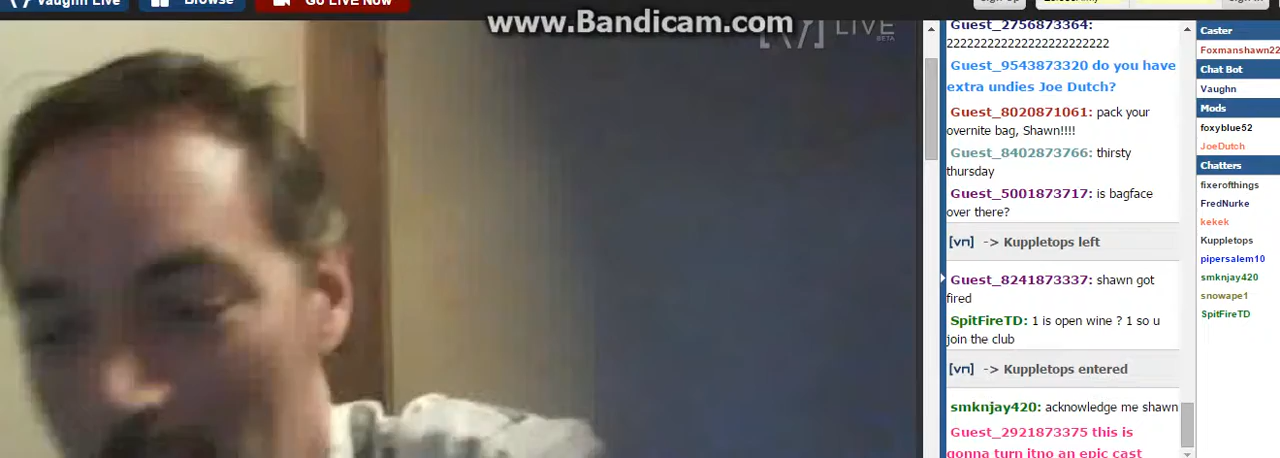 Vaughn Live
Browse
GO LIVE NOW
www.Bandicam.com
LIVE
BETA
Sign Up
Sign In
Guest_2756873364:
22222222222222222222222222
Guest_9543873320 do you have
extra undies Joe Dutch?
Guest_8020871061: pack your
overnite bag, Shawn!!!!
Guest_8402873766: thirsty
thursday
Guest_5001873717: is bagface
over there?
[vn] -> Kuppletops left
Guest_8241873337: shawn got
fired
SpitFireTD: 1 is open wine ? 1 so u
join the club
[vn] -> Kuppletops entered
smknjay420: acknowledge me shawn
Guest_2921873375 this is
gonna turn itno an epic cast
Caster
Foxmanshawn22
Chat Bot
Vaughn
Mods
foxyblue52
JoeDutch
Chatters
fixerofthings
FredNurke
kekek
Kuppletops
pipersalem10
smknjay420
snowape1
SpitFireTD